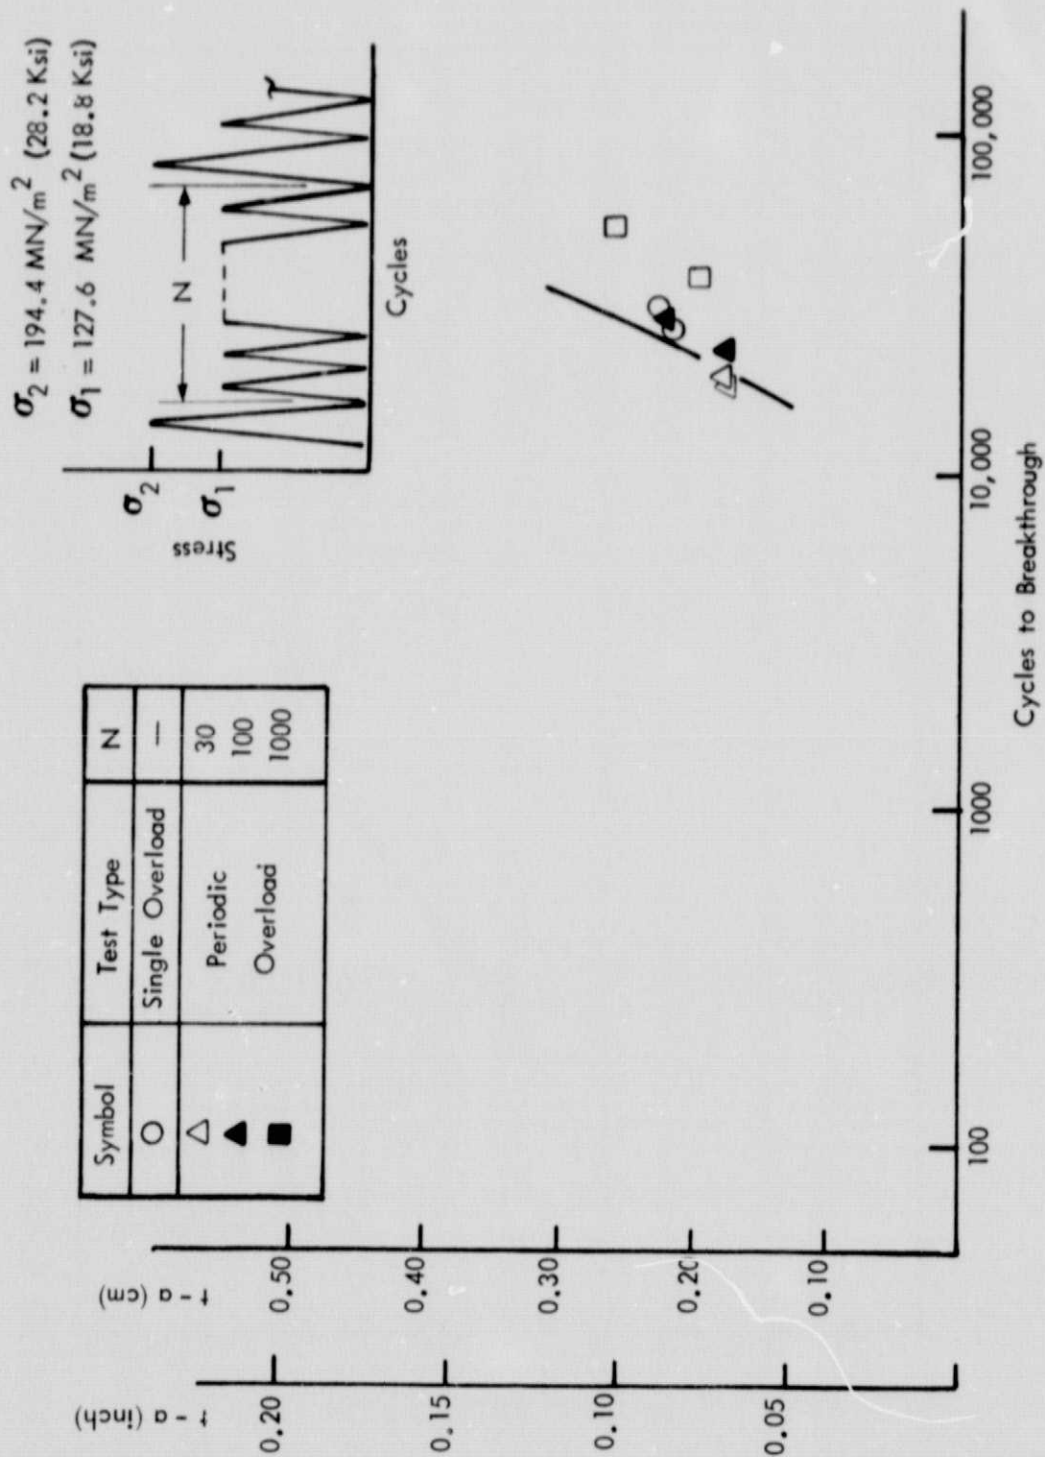 σ2 = 194.4 MN/m2 (28.2 Ksi)
σ1 = 127.6 MN/m2 (18.8 Ksi)
Stress
σ2
σ1
N
Cycles
Symbol Test Type N
○ Single Overload —
△ Periodic 30
▲ 100
■ Overload 1000
t - a (inch)
0.20
0.15
0.10
0.05
t - a (cm)
0.50
0.40
0.30
0.20
0.10
100 1000 10,000 100,000
Cycles to Breakthrough